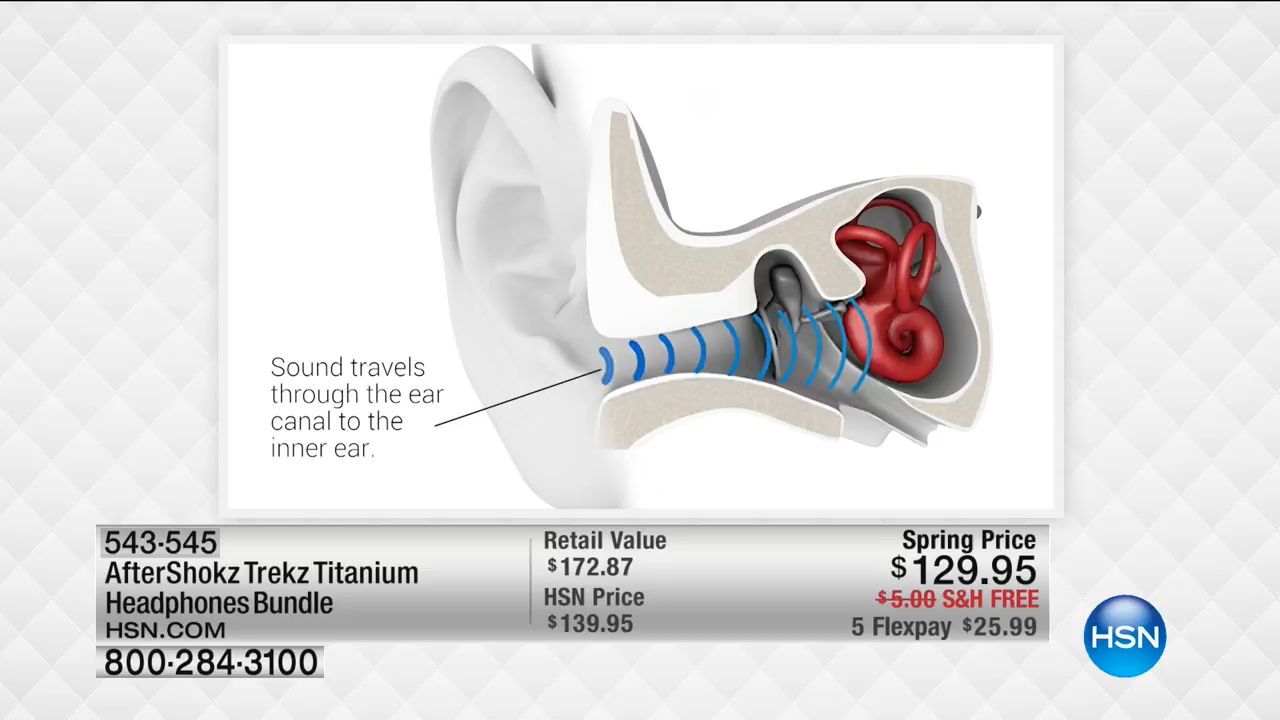 Sound travels
through the ear
canal to the
inner ear.
543-545
AfterShokz Trekz Titanium
Headphones Bundle
HSN.COM
800-284-3100
Retail Value
$172.87
HSN Price
$139.95
Spring Price
$129.95
$5.00 S&H FREE
5 Flexpay $25.99
HSN